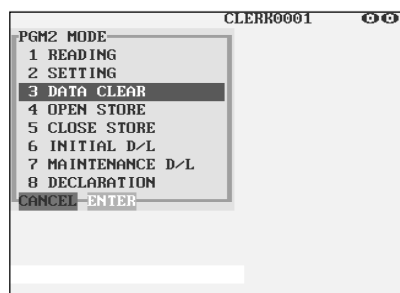 CLERK0001
PGM2 MODE
1 READING
2 SETTING
3 DATA CLEAR
4 OPEN STORE
5 CLOSE STORE
6 INITIAL D/L
7 MAINTENANCE D/L
8 DECLARATION
CANCEL ENTER